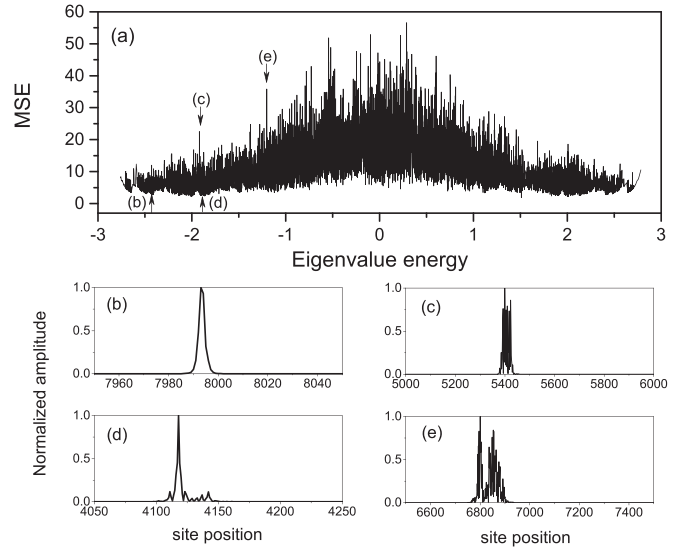 60
50
40
30
20
10
0
MSE
(a)
(e)
(c)
(b)
(d)
-3 -2 -1 0 1 2 3
Eigenvalue energy
Normalized amplitude
1.0
0.5
0.0
(b)
7960 7980 8000 8020 8040
1.0
0.5
0.0
(c)
5000 5200 5400 5600 5800 6000
1.0
0.5
0.0
(d)
4050 4100 4150 4200 4250
site position
1.0
0.5
0.0
(e)
6600 6800 7000 7200 7400
site position